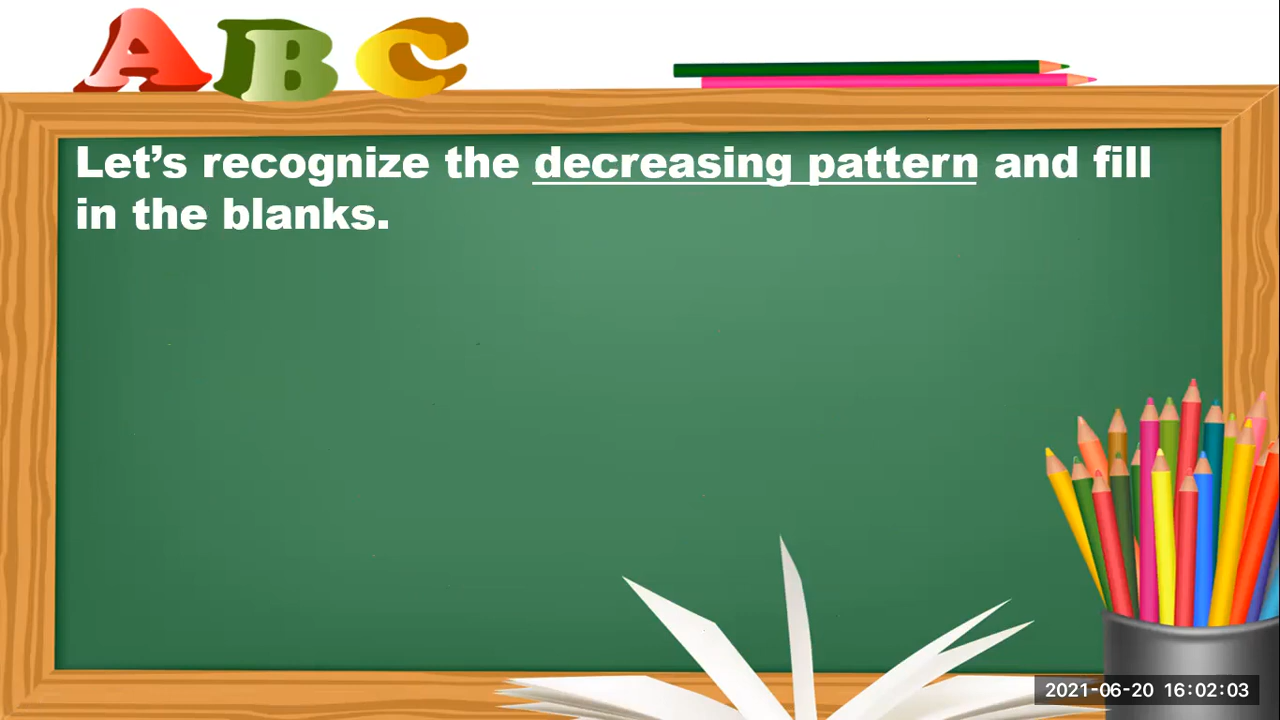 ABC
Let’s recognize the decreasing pattern and fill
in the blanks.
2021-06-20 16:02:03